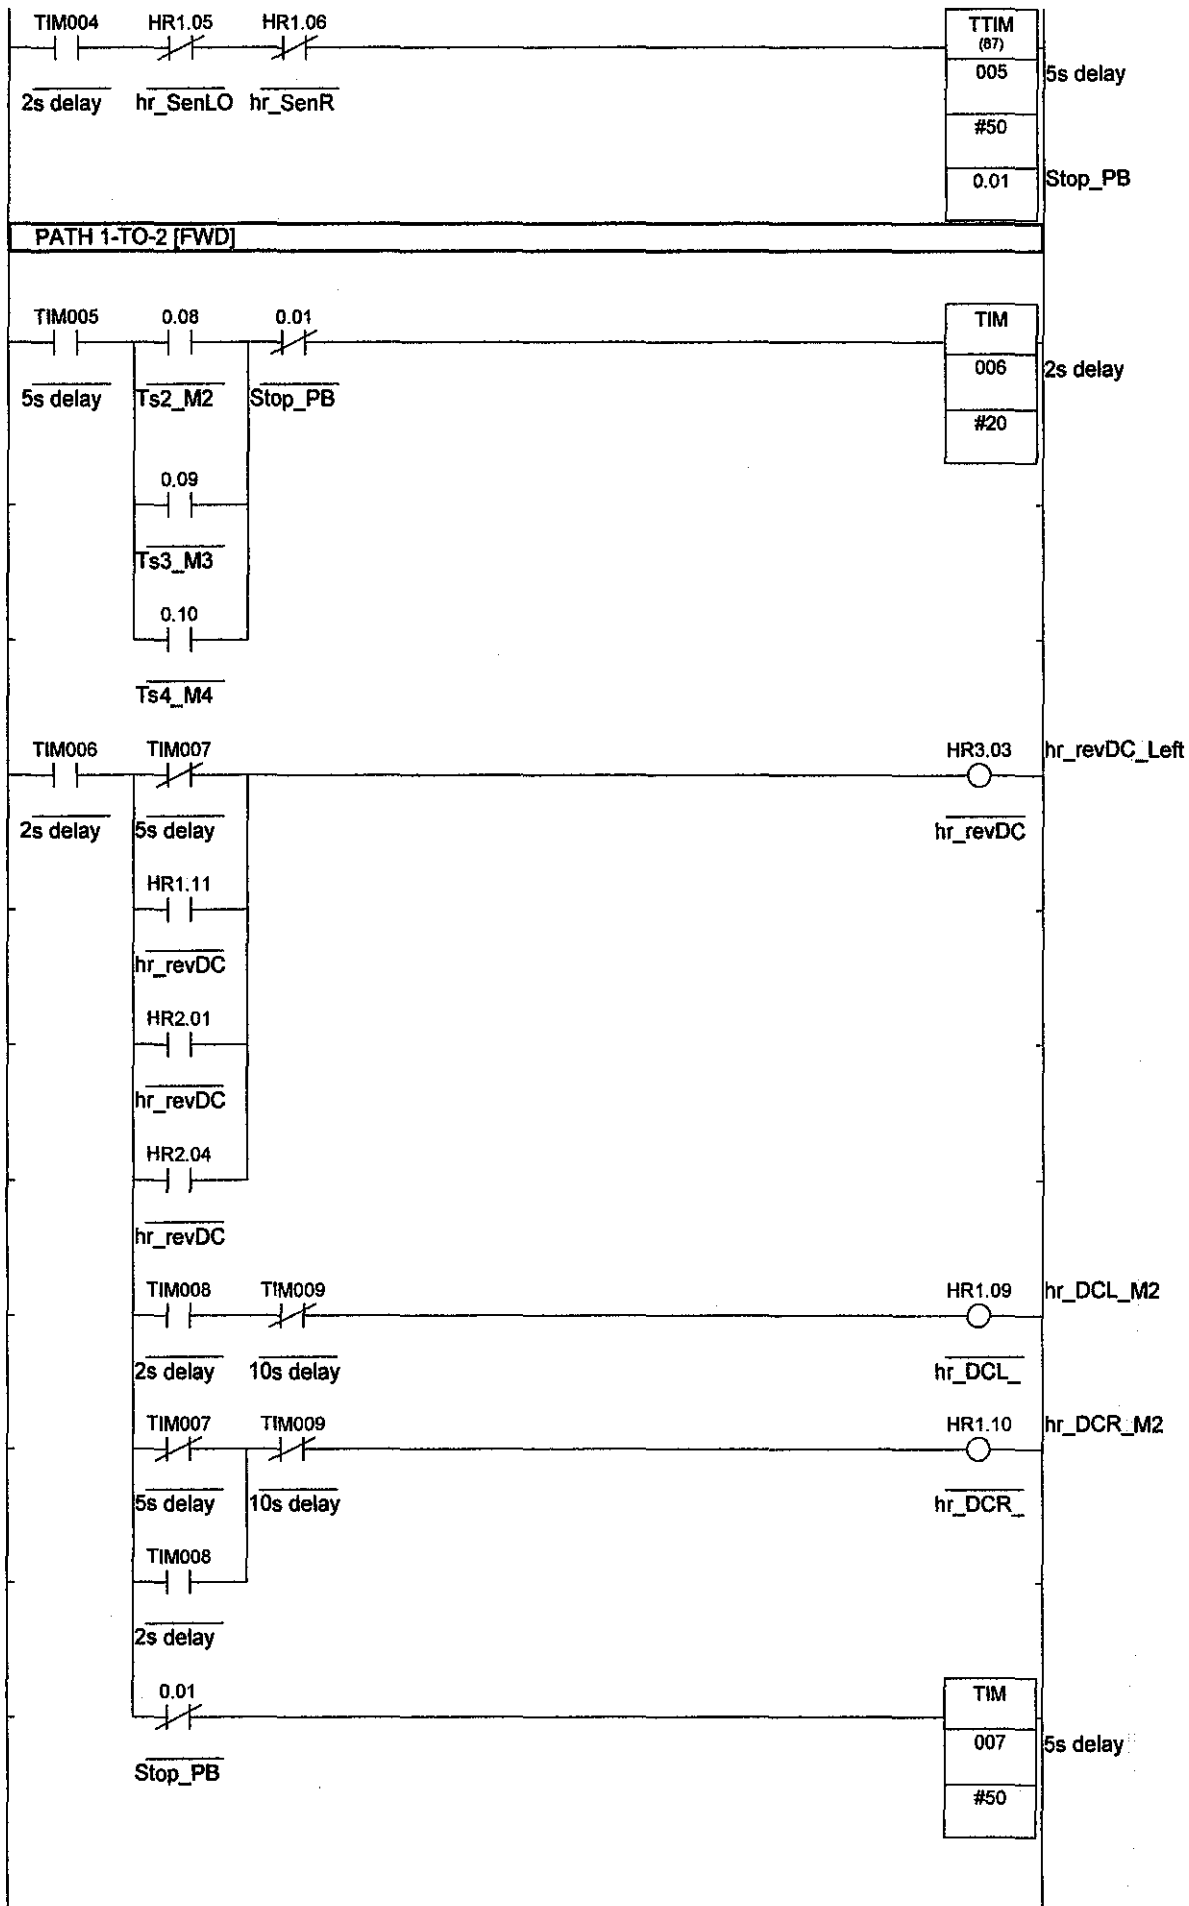 TIM004 HR1.05 HR1.06 TTIM
(87)
2s delay hr_SenLO hr_SenR 005 5s delay
#50
0.01 Stop_PB
PATH 1-TO-2 [FWD]
TIM005 0.08 0.01 TIM
5s delay Ts2_M2 Stop_PB 006 2s delay
#20
0.09
Ts3_M3
0.10
Ts4_M4
TIM006 TIM007 HR3.03 hr_revDC_Left
2s delay 5s delay hr_revDC
HR1.11
hr_revDC
HR2.01
hr_revDC
HR2.04
hr_revDC
TIM008 TIM009 HR1.09 hr_DCL_M2
2s delay 10s delay hr_DCL_
TIM007 TIM009 HR1.10 hr_DCR_M2
5s delay 10s delay hr_DCR_
TIM008
2s delay
0.01 TIM
Stop_PB 007 5s delay
#50